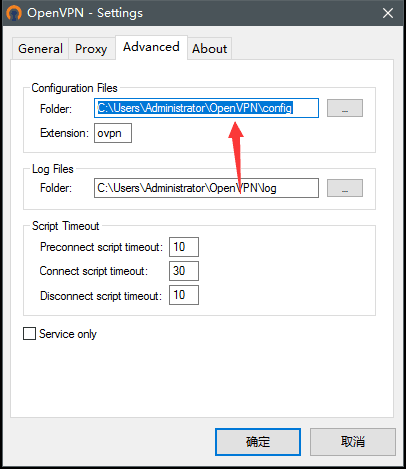 OpenVPN - Settings
General Proxy Advanced About
Configuration Files
Folder: C:\Users\Administrator\OpenVPN\config ...
Extension: ovpn
Log Files
Folder: C:\Users\Administrator\OpenVPN\log ...
Script Timeout
Preconnect script timeout: 10
Connect script timeout: 30
Disconnect script timeout: 10
Service only
确定 取消